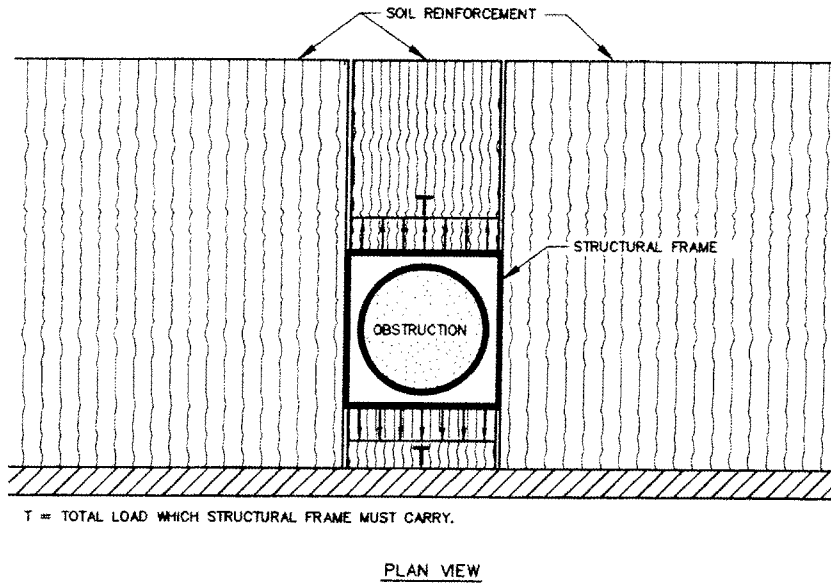 SOIL REINFORCEMENT
T
STRUCTURAL FRAME
OBSTRUCTION
T
T = TOTAL LOAD WHICH STRUCTURAL FRAME MUST CARRY.
PLAN VIEW